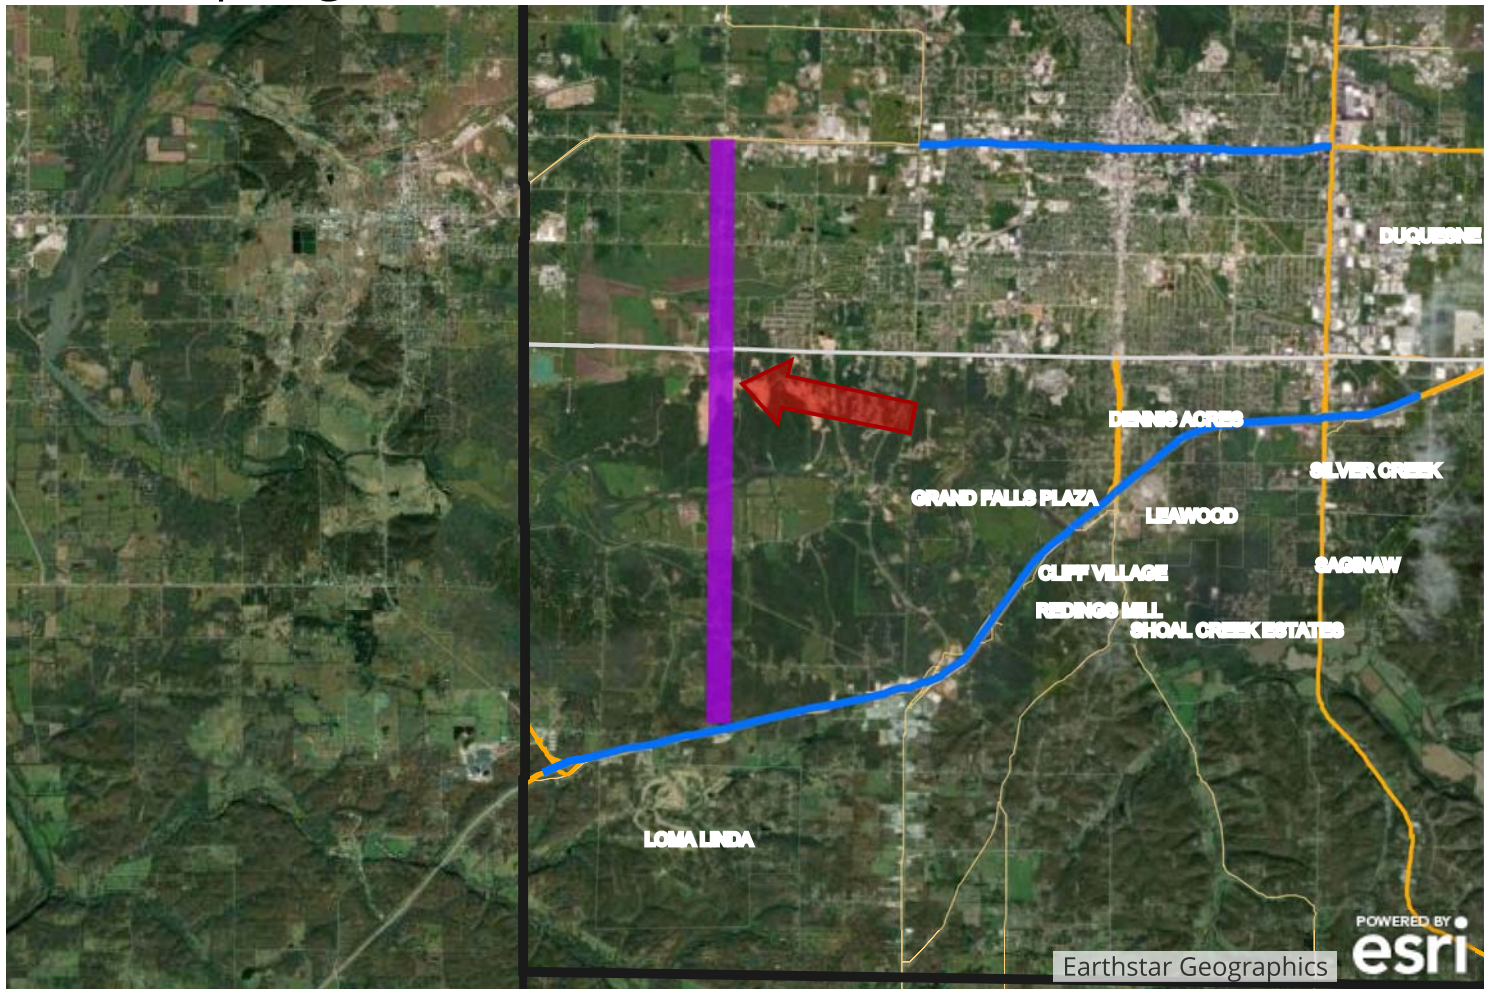 DUQUESNE
DENNIS ACRES
SILVER CREEK
GRAND FALLS PLAZA
LEAWOOD
SAGINAW
CLIFF VILLAGE
REDINGS MILL
SHOAL CREEK ESTATES
LOMA LINDA
POWERED BY
esri
Earthstar Geographics